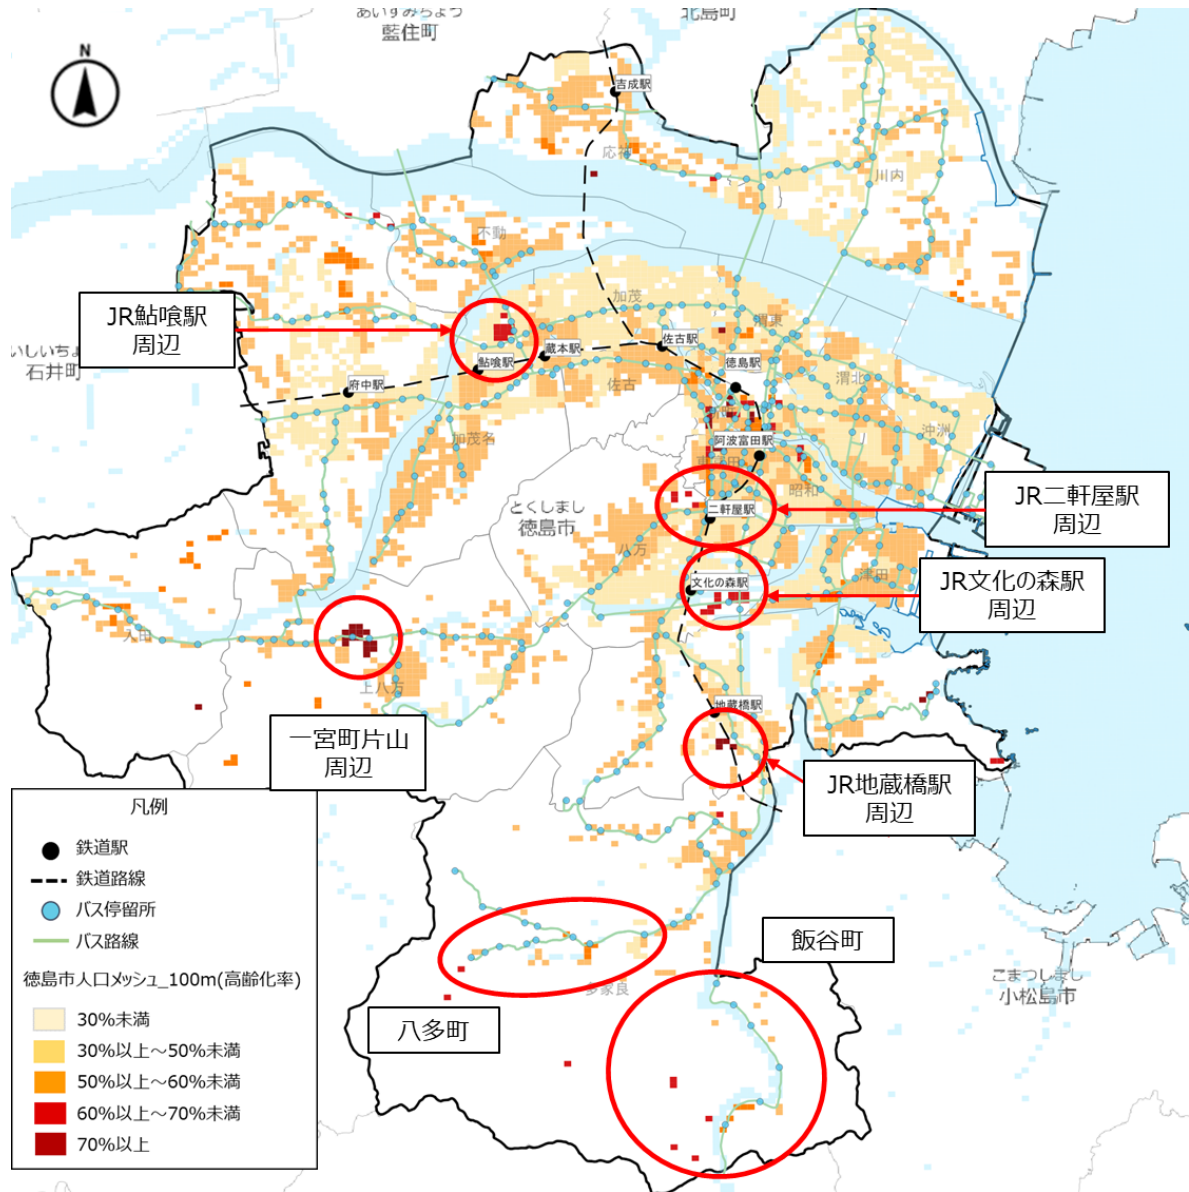 あいずみちょう
藍住町
北島町
N
吉成駅
応神
川内
不動
JR鮎喰駅
周辺
加茂
渭東
佐古駅
蔵本駅
鮎喰駅
徳島駅
石井町
府中駅
佐古
渭北
加茂名
沖洲
阿波富田駅
昭和
JR二軒屋駅
周辺
とくしまし
徳島市
二軒屋駅
八万
文化の森駅
津田
JR文化の森駅
周辺
入田
上八万
地蔵橋駅
一宮町片山
周辺
JR地蔵橋駅
周辺
凡例
鉄道駅
鉄道路線
バス停留所
バス路線
徳島市人口メッシュ_100m(高齢化率)
30%未満
30%以上～50%未満
50%以上～60%未満
60%以上～70%未満
70%以上
飯谷町
多家良
八多町
こまつしまし
小松島市